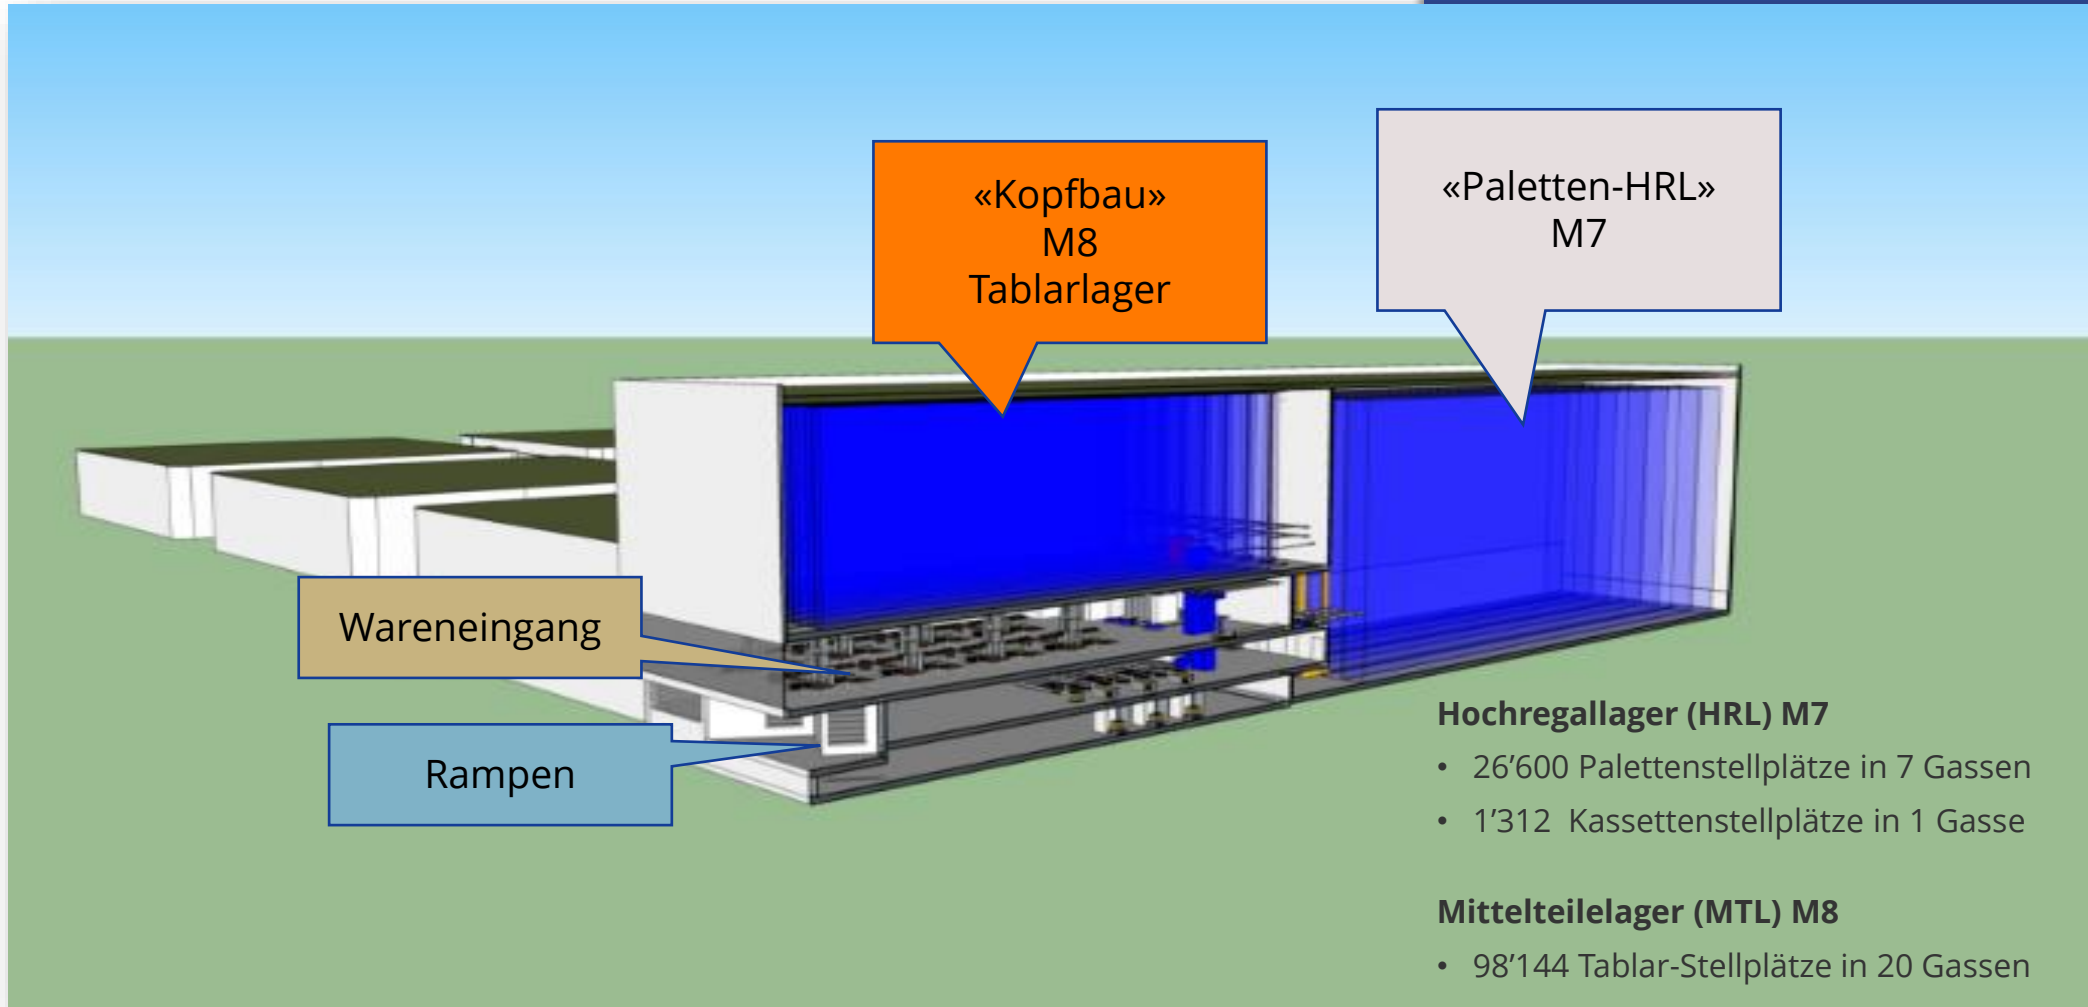 «Kopfbau»
M8
Tablarlager
«Paletten-HRL»
M7
Wareneingang
Rampen
Hochregallager (HRL) M7
• 26’600 Palettenstellplätze in 7 Gassen
• 1’312 Kassettenstellplätze in 1 Gasse
Mittelteilelager (MTL) M8
• 98’144 Tablar-Stellplätze in 20 Gassen